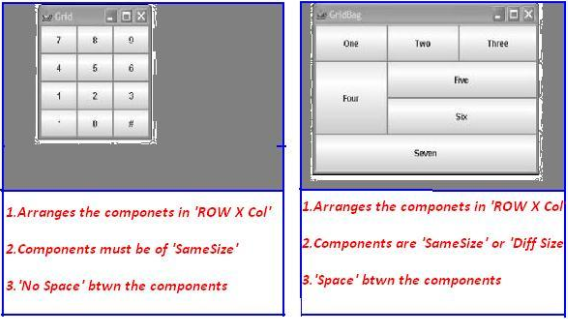 Grid
7 8 9
4 5 6
1 2 3
* 0 #
1.Arranges the componets in 'ROW X Col'
2.Components must be of 'SameSize'
3.'No Space' btwn the components
GridBag
One Two Three
Four
Five
Six
Seven
1.Arranges the componets in 'ROW X Col
2.Components are 'SameSize' or 'Diff Size
3.'Space' btwn the components